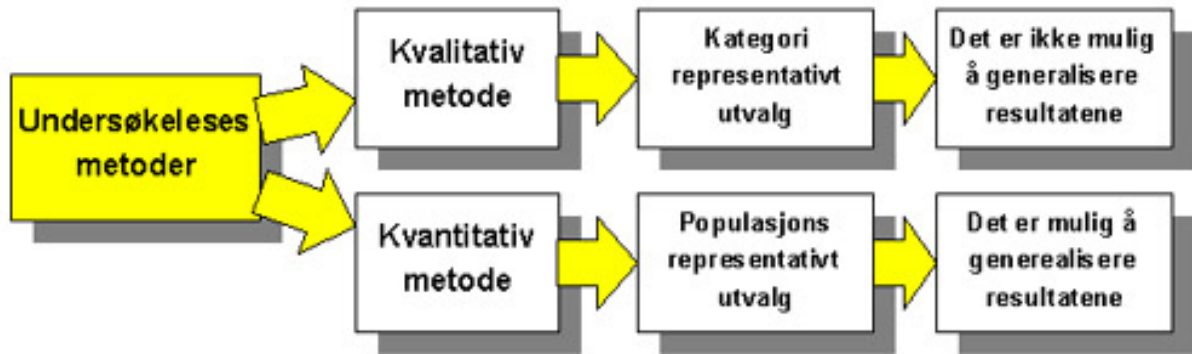 Undersøkeleses
metoder
Kvalitativ
metode
Kategori
representativt
utvalg
Det er ikke mulig
å generalisere
resultatene
Kvantitativ
metode
Populasjons
representativt
utvalg
Det er mulig å
generealisere
resultatene